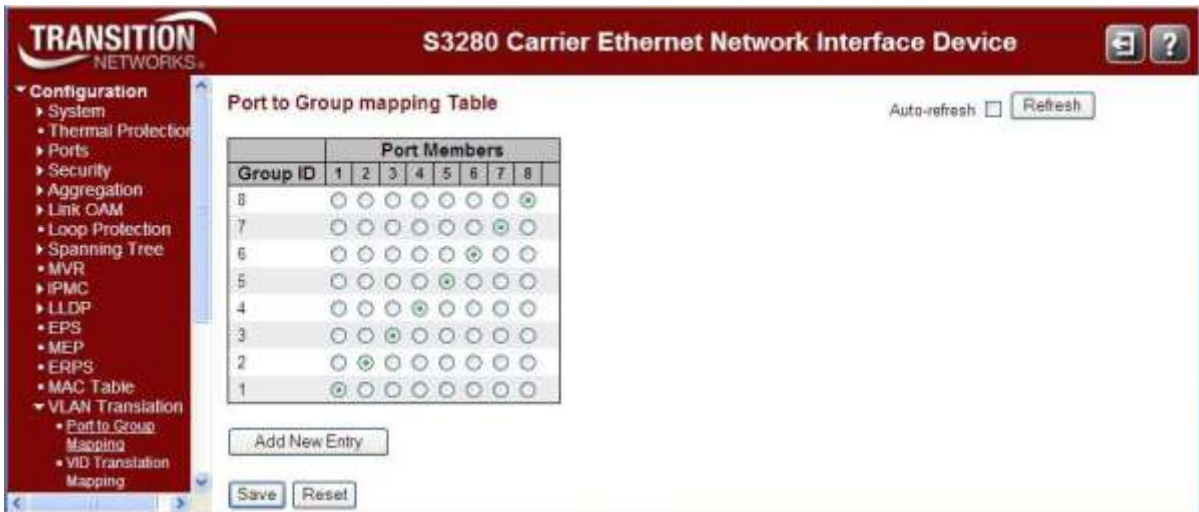 TRANSITION
NETWORKS®
S3280 Carrier Ethernet Network Interface Device
?
Configuration
System
Thermal Protection
Ports
Security
Aggregation
Link OAM
Loop Protection
Spanning Tree
MVR
IPMC
LLDP
EPS
MEP
ERPS
MAC Table
VLAN Translation
Port to Group
Mapping
VID Translation
Mapping
Port to Group mapping Table
Auto-refresh Refresh
Port Members
Group ID 1 2 3 4 5 6 7 8
8
7
6
5
4
3
2
1
Add New Entry
Save Reset